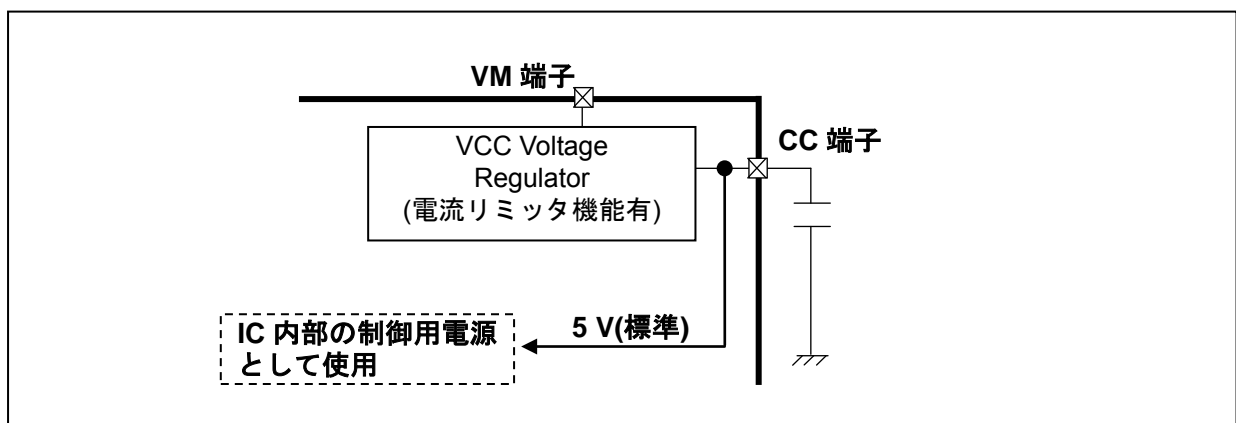 VM 端子
CC 端子
VCC Voltage
Regulator
(電流リミッタ機能有)
5 V(標準)
IC 内部の制御用電源
として使用